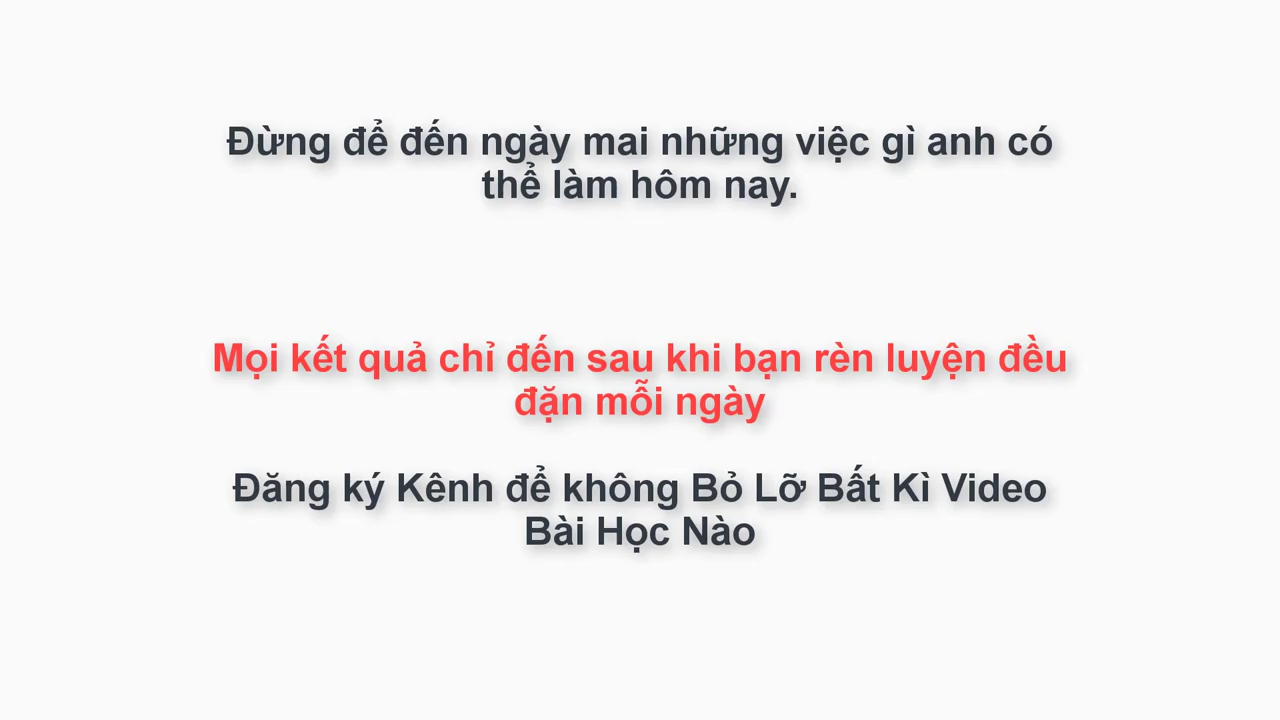 Đừng để đến ngày mai những việc gì anh có
thể làm hôm nay.
Mọi kết quả chỉ đến sau khi bạn rèn luyện đều
đặn mỗi ngày
Đăng ký Kênh để không Bỏ Lỡ Bất Kì Video
Bài Học Nào